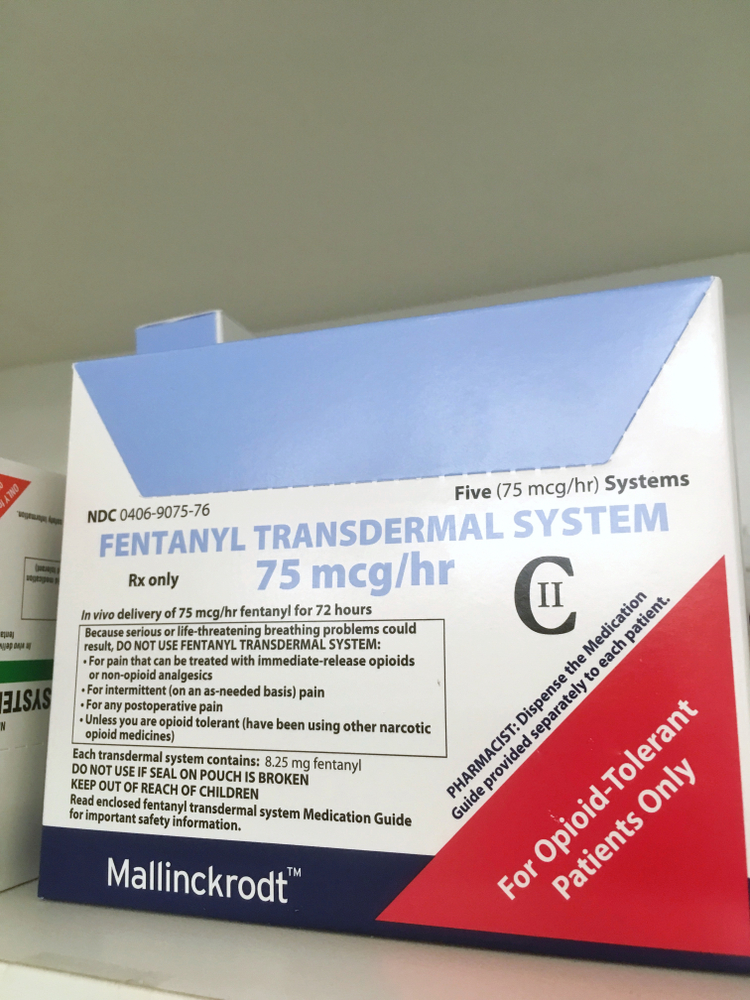 Five (75 mcg/hr) Systems
NDC 0406-9075-76
FENTANYL TRANSDERMAL SYSTEM
75 mcg/hr
Rx only
CII
In vivo delivery of 75 mcg/hr fentanyl for 72 hours
Because serious or life-threatening breathing problems could
result, DO NOT USE FENTANYL TRANSDERMAL SYSTEM:
• For pain that can be treated with immediate-release opioids
or non-opioid analgesics
• For intermittent (on an as-needed basis) pain
• For any postoperative pain
• Unless you are opioid tolerant (have been using other narcotic
opioid medicines)
Each transdermal system contains: 8.25 mg fentanyl
DO NOT USE IF SEAL ON POUCH IS BROKEN
KEEP OUT OF REACH OF CHILDREN
Read enclosed fentanyl transdermal system Medication Guide
for important safety information.
PHARMACIST: Dispense the Medication
Guide provided separately to each patient.
For Opioid-Tolerant
Patients Only
Mallinckrodt™
ONLY
information.
medication
SYSTE